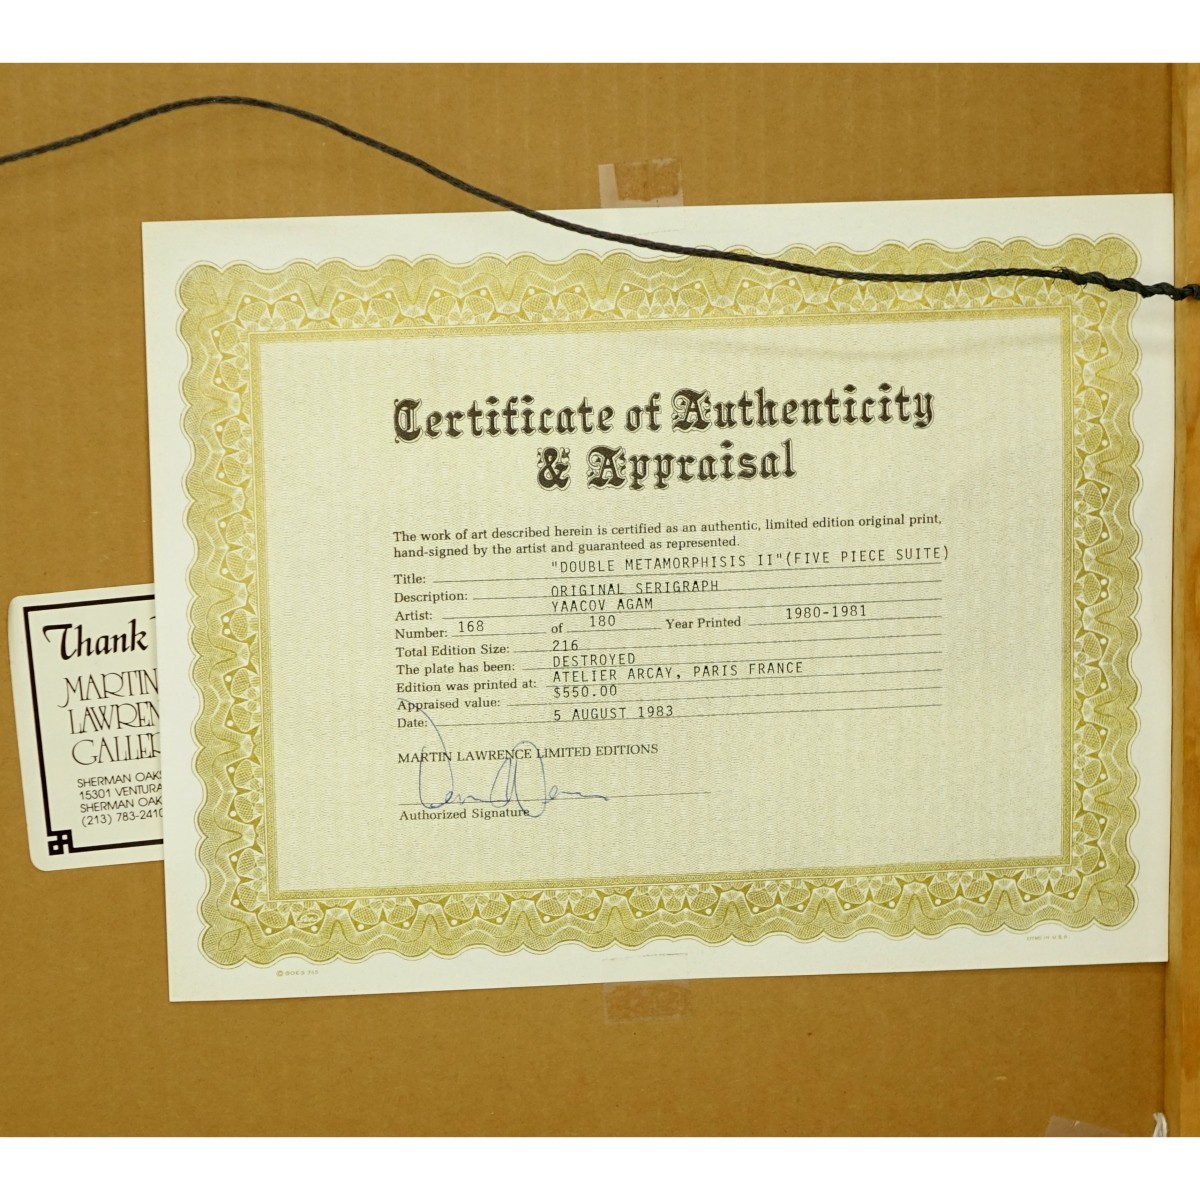 Certificate of Authenticity
& Appraisal
The work of art described herein is certified as an authentic, limited edition original print,
hand-signed by the artist and guaranteed as represented.
Title: "DOUBLE METAMORPHISIS II"(FIVE PIECE SUITE)
Description: ORIGINAL SERIGRAPH
Artist: YAACOV AGAM
Number: 168 of 180 Year Printed 1980-1981
Total Edition Size: 216
The plate has been: DESTROYED
Edition was printed at: ATELIER ARCAY, PARIS FRANCE
Appraised value: $550.00
Date: 5 AUGUST 1983
MARTIN LAWRENCE LIMITED EDITIONS
Authorized Signature
Thank
MARTIN
LAWREN
GALLER
SHERMAN OAKS
15301 VENTURA
SHERMAN OAK
(213) 783-2410